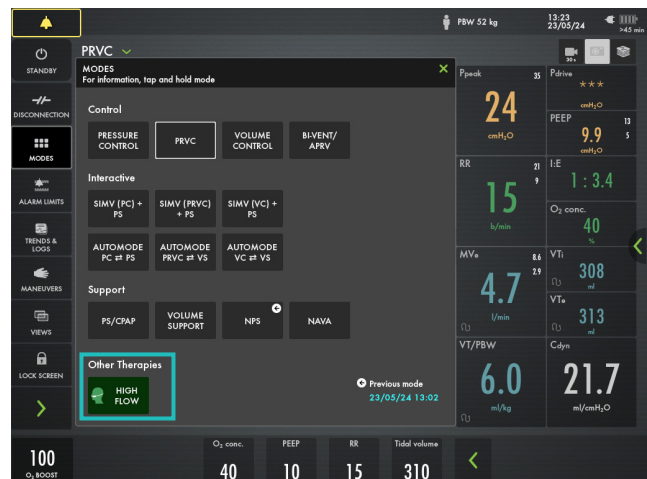 PBW 52 kg
13:23
23/05/24
>45 min
STANDBY
DISCONNECTION
MODES
ALARM LIMITS
TRENDS &
LOGS
MANEUVERS
VIEWS
LOCK SCREEN
PRVC
30 s
MODES
For information, tap and hold mode
Control
PRESSURE
CONTROL
PRVC
VOLUME
CONTROL
BI-VENT/
APRV
Interactive
SIMV (PC) +
PS
SIMV (PRVC)
+ PS
SIMV (VC) +
PS
AUTOMODE
PC ⇄ PS
AUTOMODE
PRVC ⇄ VS
AUTOMODE
VC ⇄ VS
Support
PS/CPAP
VOLUME
SUPPORT
NPS
NAVA
Other Therapies
HIGH
FLOW
Previous mode
23/05/24 13:02
Ppeak
35
24
cmH₂O
Pdrive
***
cmH₂O
PEEP
13
9.9
5
cmH₂O
RR
21
9
15
b/min
I:E
1 : 3.4
O₂ conc.
40
%
MVe
8.6
2.9
4.7
l/min
VTi
308
ml
VTe
313
ml
VT/PBW
6.0
ml/kg
Cdyn
21.7
ml/cmH₂O
100
O₂ BOOST
O₂ conc.
40
PEEP
10
RR
15
Tidal volume
310